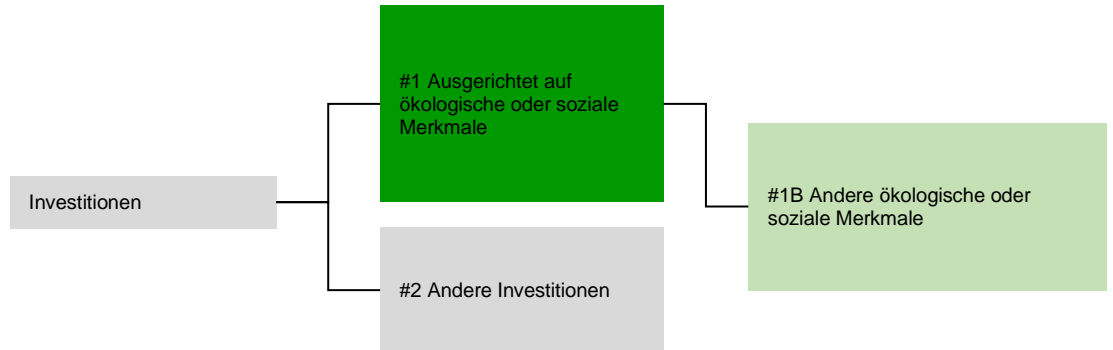 #1 Ausgerichtet auf
ökologische oder soziale
Merkmale
Investitionen
#1B Andere ökologische oder
soziale Merkmale
#2 Andere Investitionen